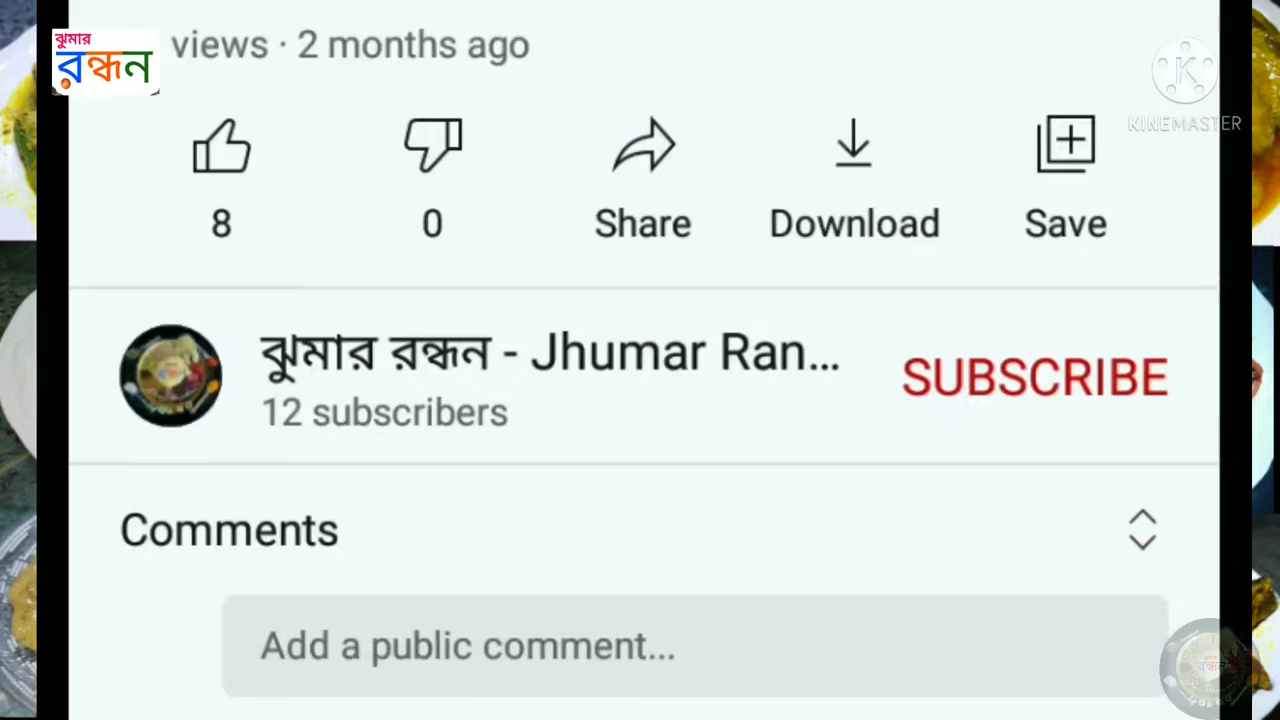 ঝুমার
রন্ধন
views · 2 months ago
KINEMASTER
8
0
Share
Download
Save
ঝুমার রন্ধন - Jhumar Ran...
12 subscribers
SUBSCRIBE
Comments
Add a public comment...